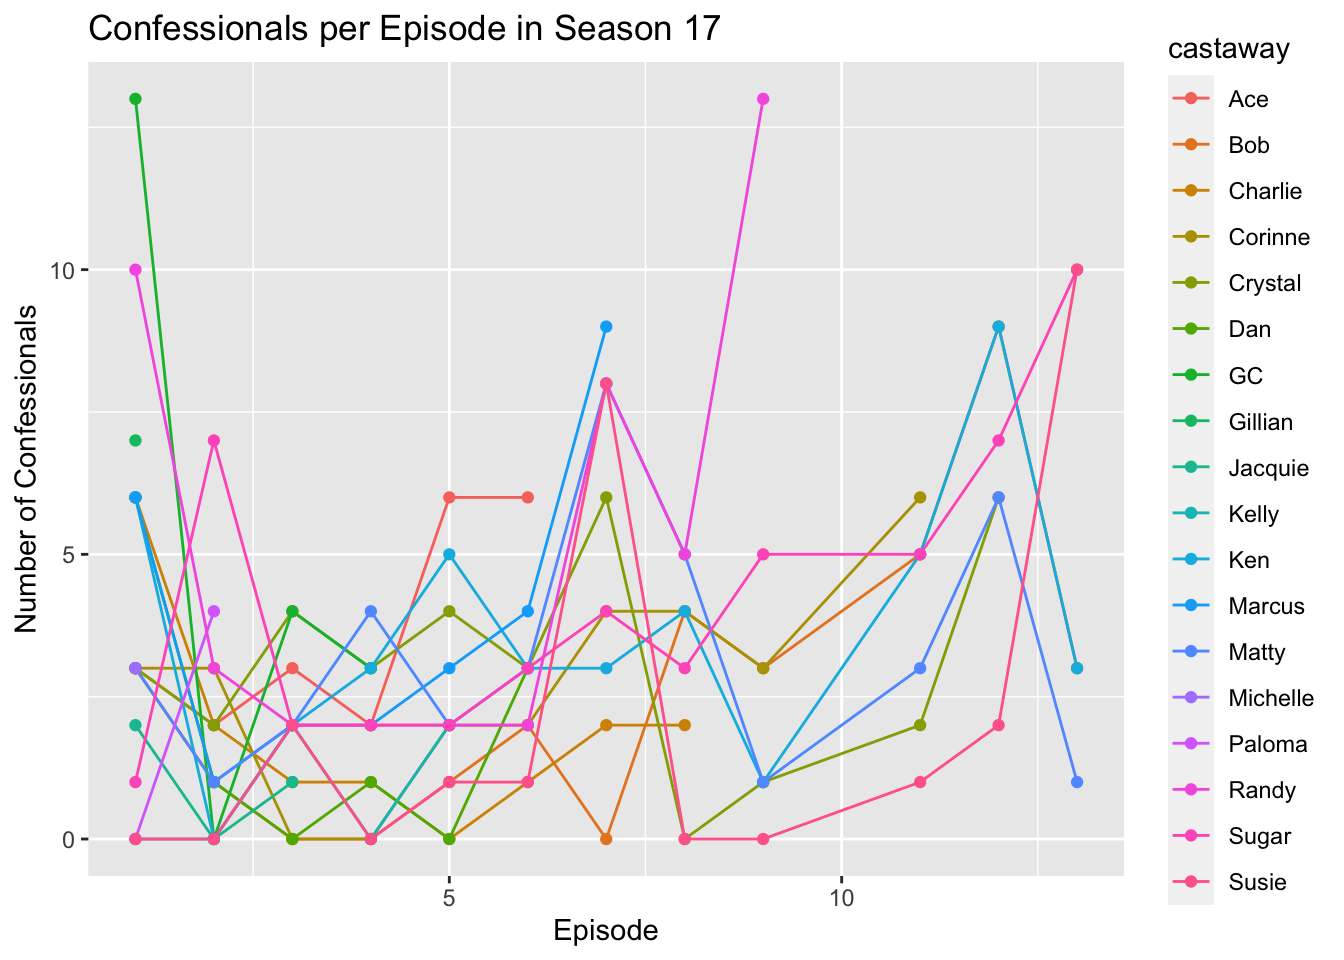 Confessionals per Episode in Season 17
Number of Confessionals
10
5
0
5
10
Episode
castaway
Ace
Bob
Charlie
Corinne
Crystal
Dan
GC
Gillian
Jacquie
Kelly
Ken
Marcus
Matty
Michelle
Paloma
Randy
Sugar
Susie